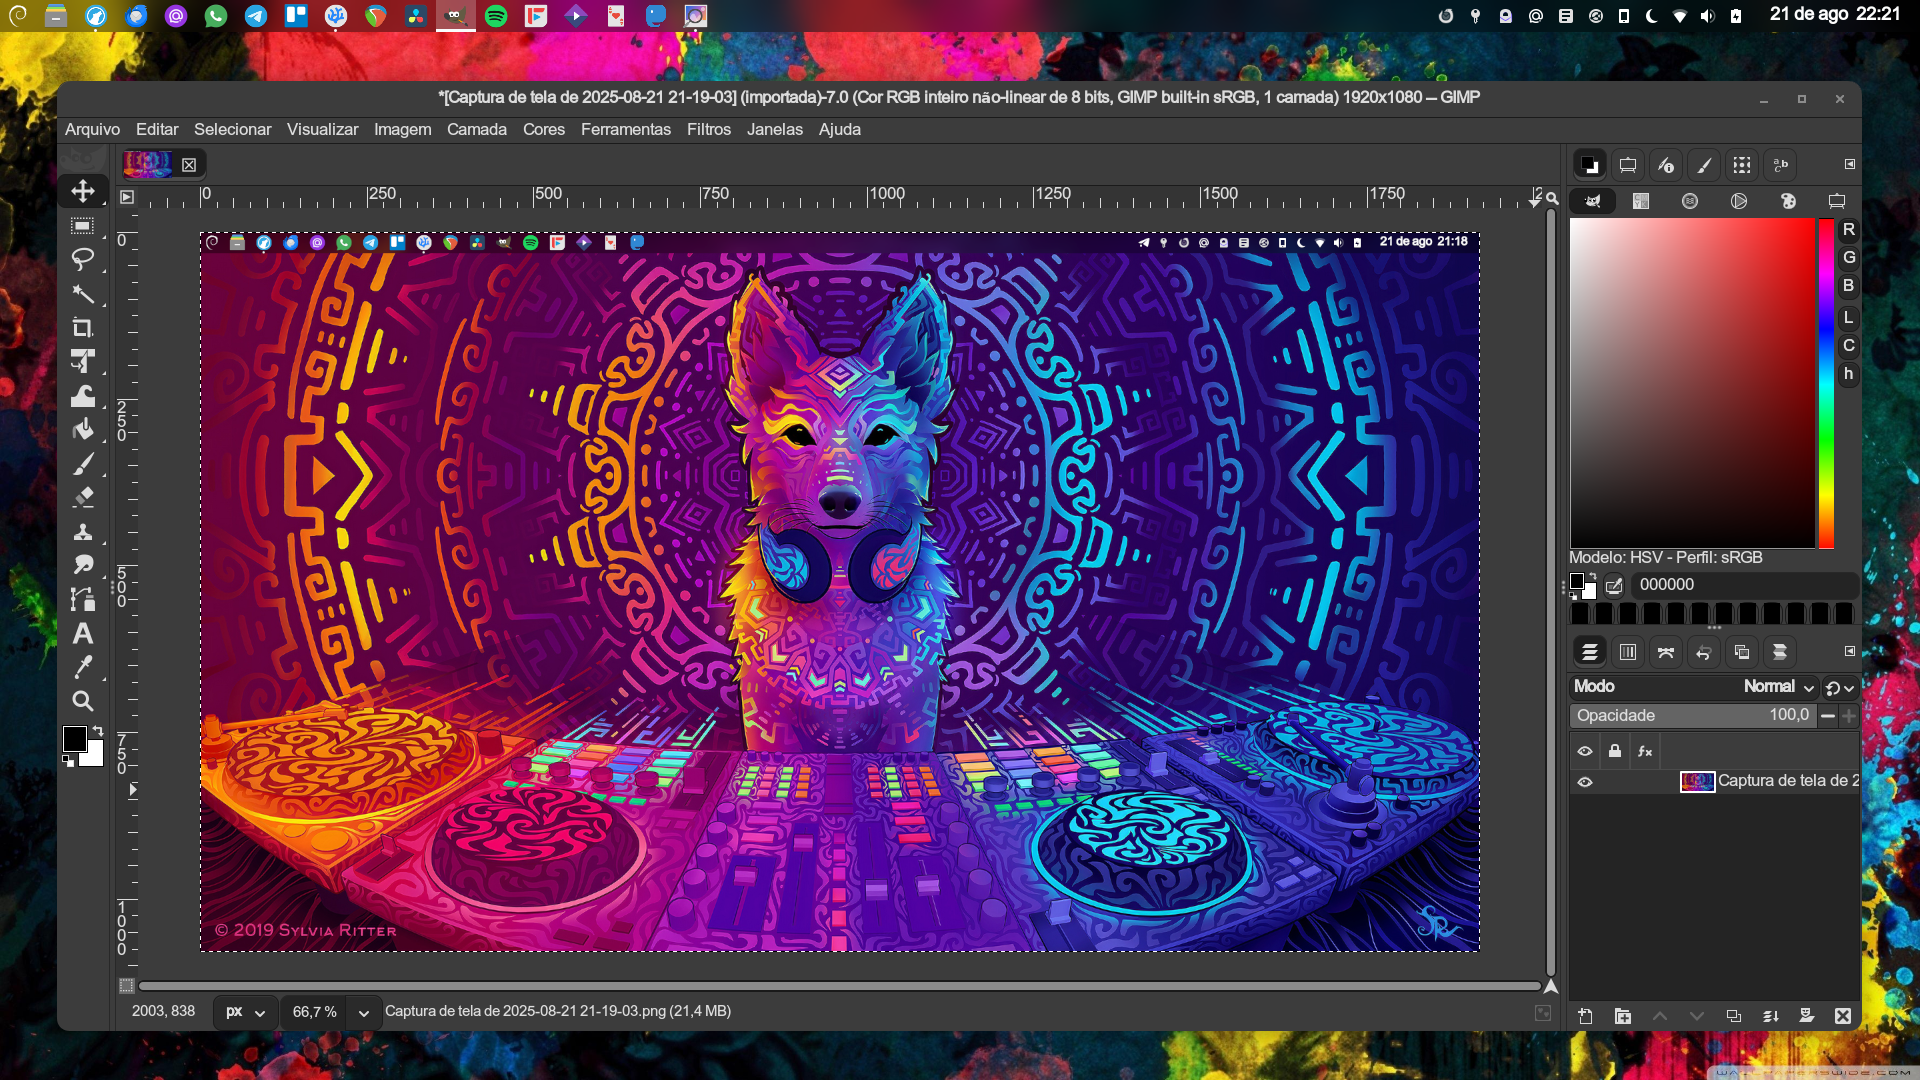 21 de ago 22:21
*[Captura de tela de 2025-08-21 21-19-03] (importada)-7.0 (Cor RGB inteiro não-linear de 8 bits, GIMP built-in sRGB, 1 camada) 1920x1080 – GIMP
Arquivo Editar Selecionar Visualizar Imagem Camada Cores Ferramentas Filtros Janelas Ajuda
0 250 500 750 1000 1250 1500 1750
21 de ago 21:18
0
250
500
750
1000
© 2019 Sylvia Ritter
SR
R
G
B
L
C
h
Modelo: HSV - Perfil: sRGB
000000
Modo Normal
Opacidade 100,0
fx
Captura de tela de 2
2003, 838 px 66,7 % Captura de tela de 2025-08-21 21-19-03.png (21,4 MB)